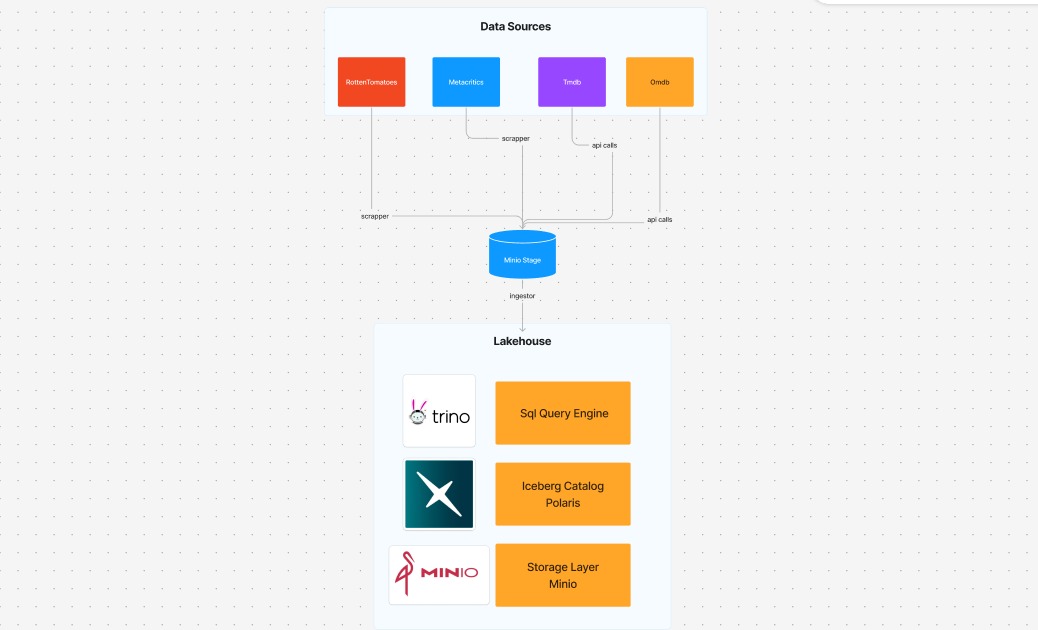 Data Sources
RottenTomatoes
Metacritics
Tmdb
Omdb
scrapper
api calls
scrapper
api calls
Minio Stage
ingestor
Lakehouse
trino
Sql Query Engine
Iceberg Catalog
Polaris
MINIO
Storage Layer
Minio